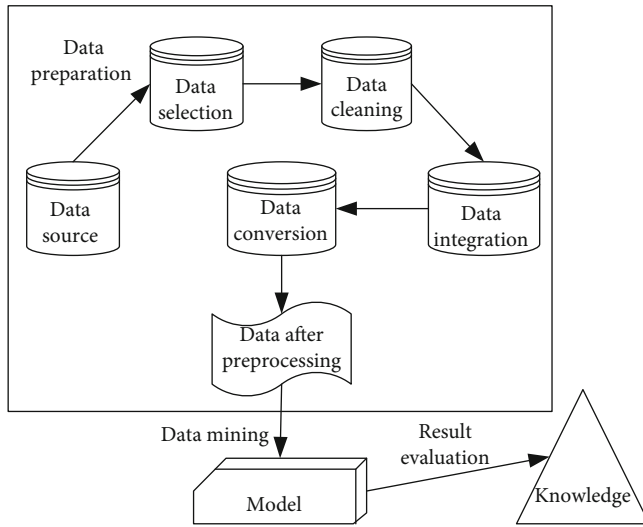 Data
preparation
Data
selection
Data
cleaning
Data
source
Data
conversion
Data
integration
Data after
preprocessing
Data mining
Result
evaluation
Model
Knowledge